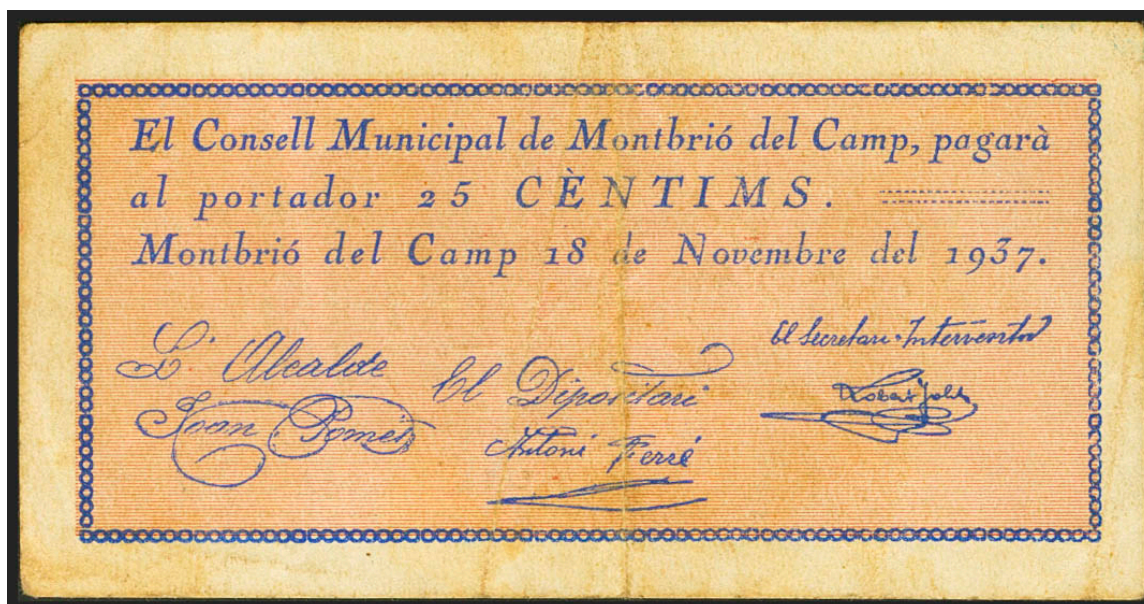 El Consell Municipal de Montbrió del Camp, pagarà
al portador 25 CÈNTIMS.
Montbrió del Camp 18 de Novembre del 1937.
L'Alcalde
El Dipositari
El Secretari-Interventor
Joan
Antoni Ferré